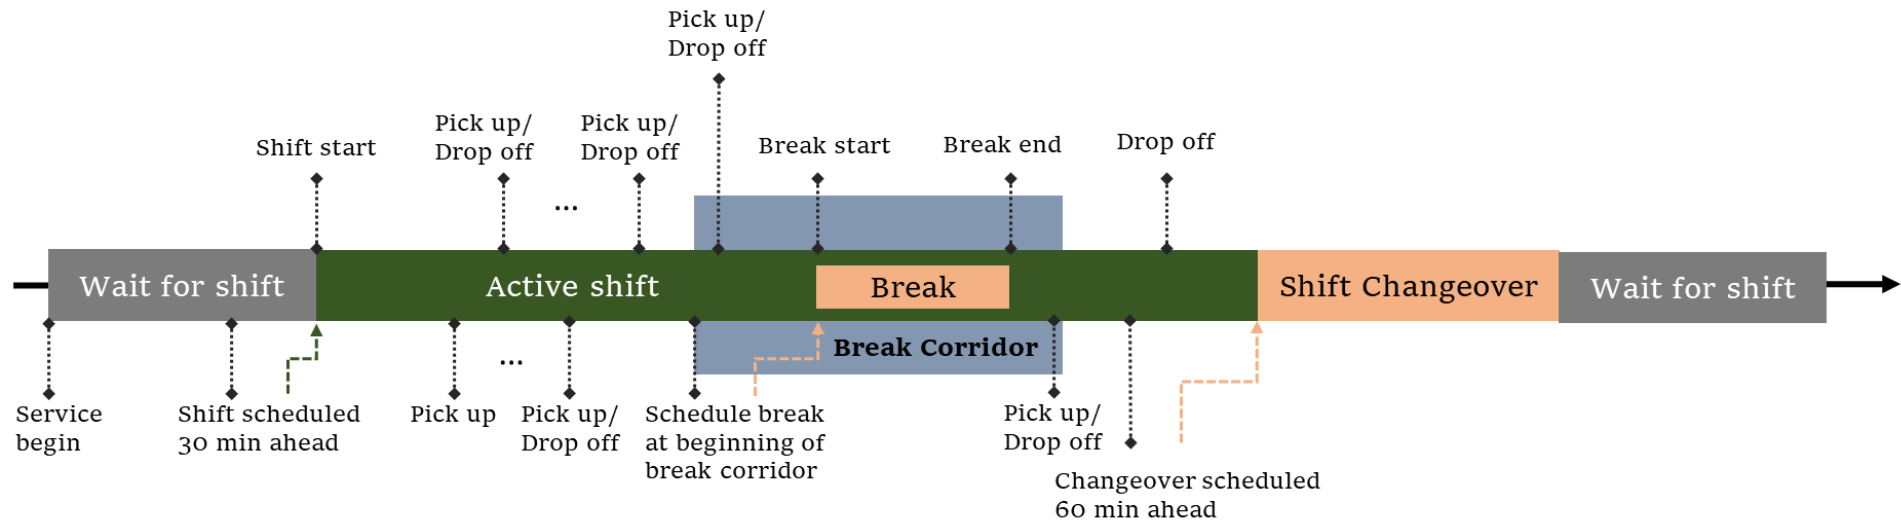 Pick up/
Drop off
Shift start
Pick up/
Drop off
Pick up/
Drop off
Break start
Break end
Drop off
...
Wait for shift
Active shift
Break
Shift Changeover
Wait for shift
...
Break Corridor
Service
begin
Shift scheduled
30 min ahead
Pick up
Pick up/
Drop off
Schedule break
at beginning of
break corridor
Pick up/
Drop off
Changeover scheduled
60 min ahead